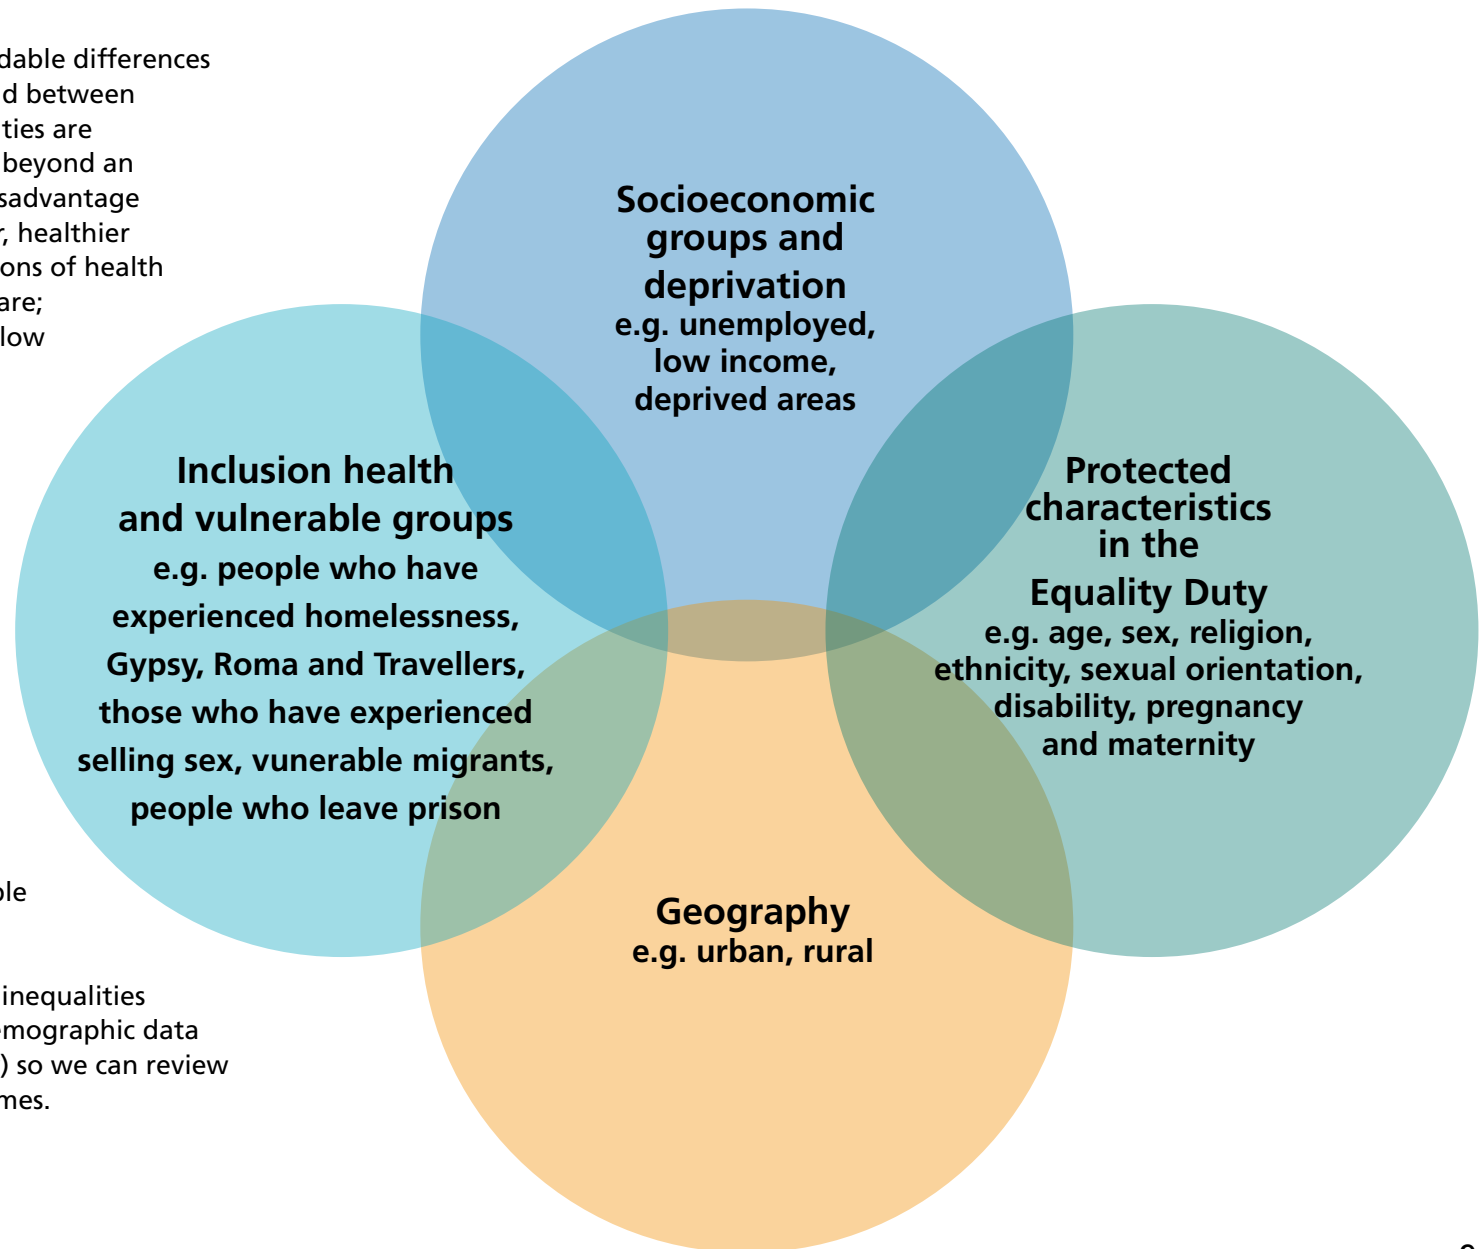 dable differences
d between
ties are
beyond an
sadvantage
r, healthier
ons of health
are;
low
ple
inequalities
emographic data
) so we can review
mes.
Socioeconomic
groups and
deprivation
e.g. unemployed,
low income,
deprived areas
Inclusion health
and vulnerable groups
e.g. people who have
experienced homelessness,
Gypsy, Roma and Travellers,
those who have experienced
selling sex, vunerable migrants,
people who leave prison
Protected
characteristics
in the
Equality Duty
e.g. age, sex, religion,
ethnicity, sexual orientation,
disability, pregnancy
and maternity
Geography
e.g. urban, rural